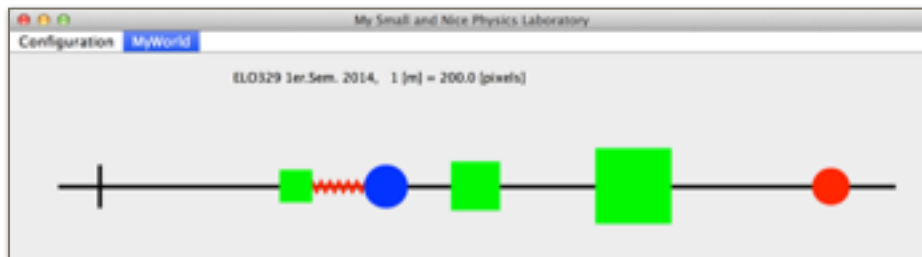 My Small and Nice Physics Laboratory
Configuration MyWorld
ELO329 1er.Sem. 2014, 1 [m] = 200.0 [pixels]